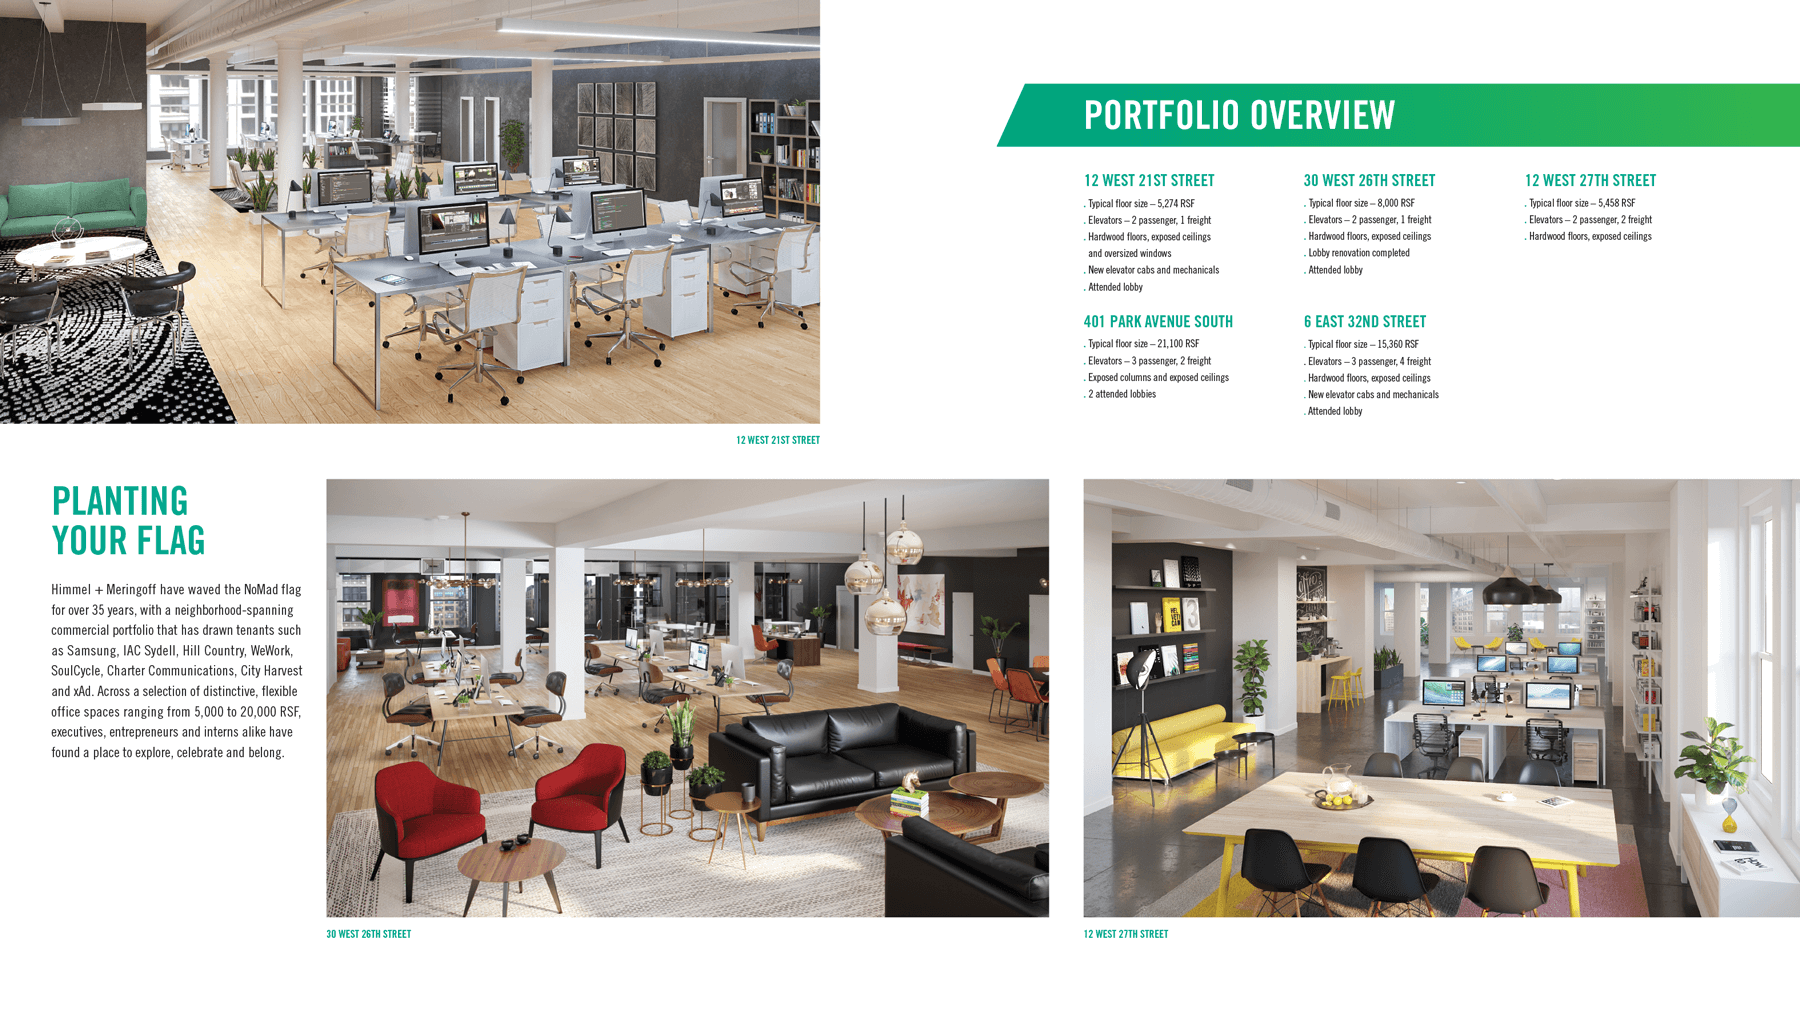 12 WEST 21ST STREET
PORTFOLIO OVERVIEW
12 WEST 21ST STREET
. Typical floor size – 5,274 RSF
. Elevators – 2 passenger, 1 freight
. Hardwood floors, exposed ceilings
and oversized windows
. New elevator cabs and mechanicals
. Attended lobby
30 WEST 26TH STREET
. Typical floor size – 8,000 RSF
. Elevators – 2 passenger, 1 freight
. Hardwood floors, exposed ceilings
. Lobby renovation completed
. Attended lobby
12 WEST 27TH STREET
. Typical floor size – 5,458 RSF
. Elevators – 2 passenger, 2 freight
. Hardwood floors, exposed ceilings
401 PARK AVENUE SOUTH
. Typical floor size – 21,100 RSF
. Elevators – 3 passenger, 2 freight
. Exposed columns and exposed ceilings
. 2 attended lobbies
6 EAST 32ND STREET
. Typical floor size – 15,360 RSF
. Elevators – 3 passenger, 4 freight
. Hardwood floors, exposed ceilings
. New elevator cabs and mechanicals
. Attended lobby
PLANTING
YOUR FLAG
Himmel + Meringoff have waved the NoMad flag
for over 35 years, with a neighborhood-spanning
commercial portfolio that has drawn tenants such
as Samsung, IAC Sydell, Hill Country, WeWork,
SoulCycle, Charter Communications, City Harvest
and xAd. Across a selection of distinctive, flexible
office spaces ranging from 5,000 to 20,000 RSF,
executives, entrepreneurs and interns alike have
found a place to explore, celebrate and belong.
30 WEST 26TH STREET
12 WEST 27TH STREET